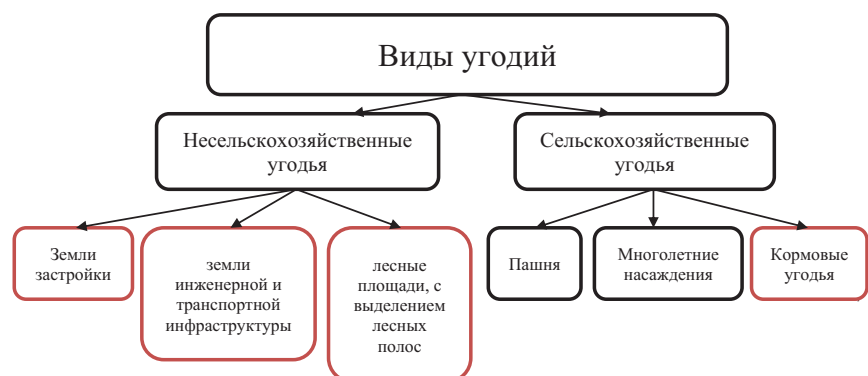 Виды угодий
Несельскохозяйственные
угодья
Сельскохозяйственные
угодья
Земли
застройки
земли
инженерной и
транспортной
инфраструктуры
лесные
площади, с
выделением
лесных
полос
Пашня
Многолетние
насаждения
Кормовые
угодья